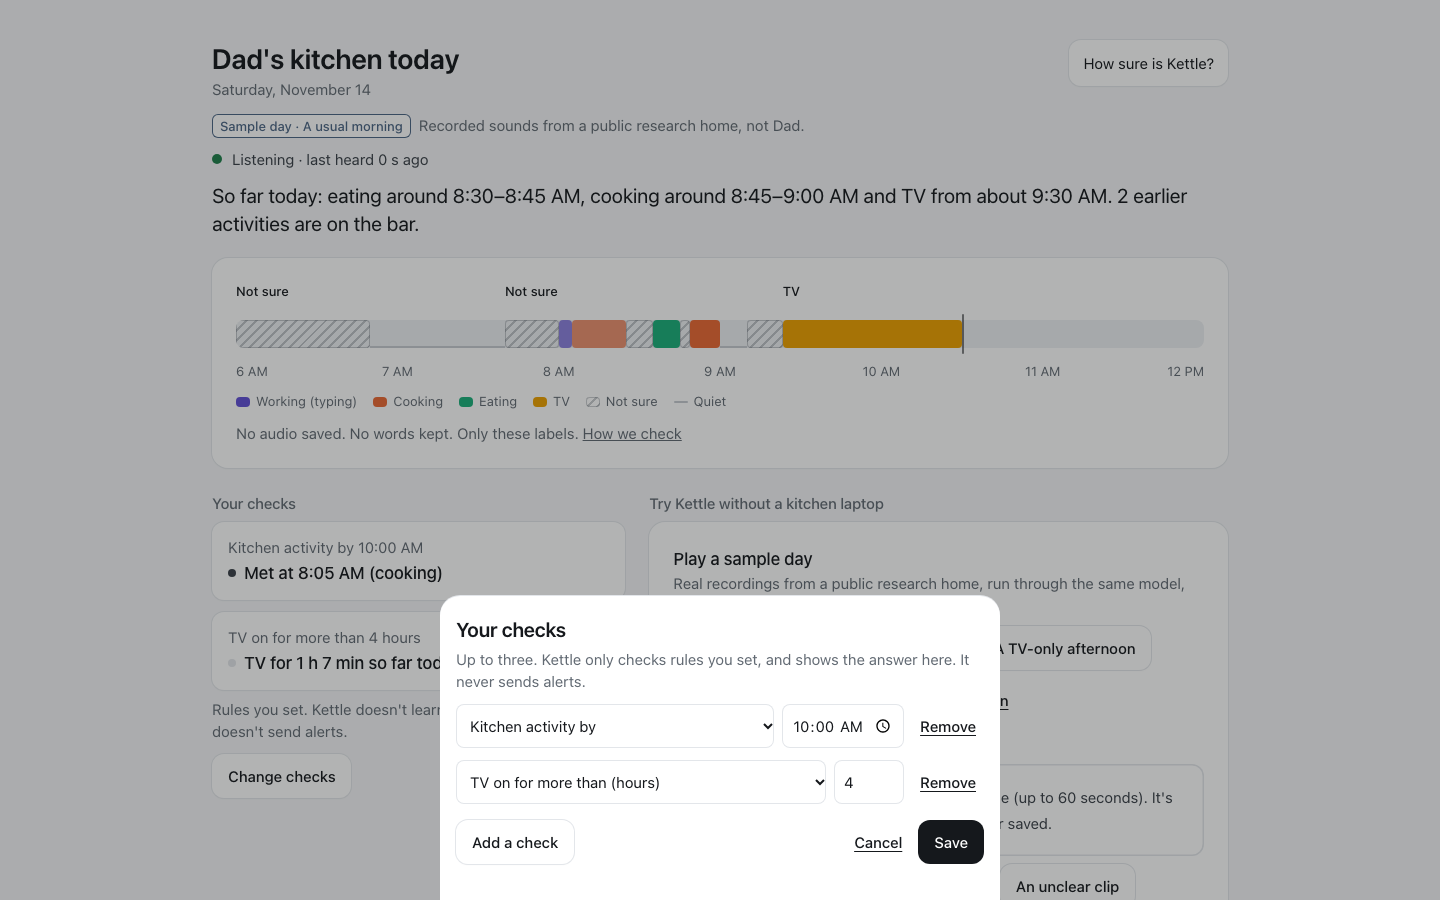 Dad's kitchen today
How sure is Kettle?
Saturday, November 14
Sample day · A usual morning Recorded sounds from a public research home, not Dad.
Listening · last heard 0 s ago
So far today: eating around 8:30–8:45 AM, cooking around 8:45–9:00 AM and TV from about 9:30 AM. 2 earlier
activities are on the bar.
Not sure Not sure TV
6 AM 7 AM 8 AM 9 AM 10 AM 11 AM 12 PM
Working (typing) Cooking Eating TV Not sure Quiet
No audio saved. No words kept. Only these labels. How we check
Your checks
Kitchen activity by 10:00 AM
Met at 8:05 AM (cooking)
TV on for more than 4 hours
TV for 1 h 7 min so far
Rules you set. Kettle doesn't
doesn't send alerts.
Change checks
Try Kettle without a kitchen laptop
Play a sample day
Real recordings from a public research home, run through the same model,
A TV-only afternoon
(up to 60 seconds). It's
saved.
An unclear clip
Your checks
Up to three. Kettle only checks rules you set, and shows the answer here. It
never sends alerts.
Kitchen activity by 10:00 AM Remove
TV on for more than (hours) 4 Remove
Add a check Cancel Save